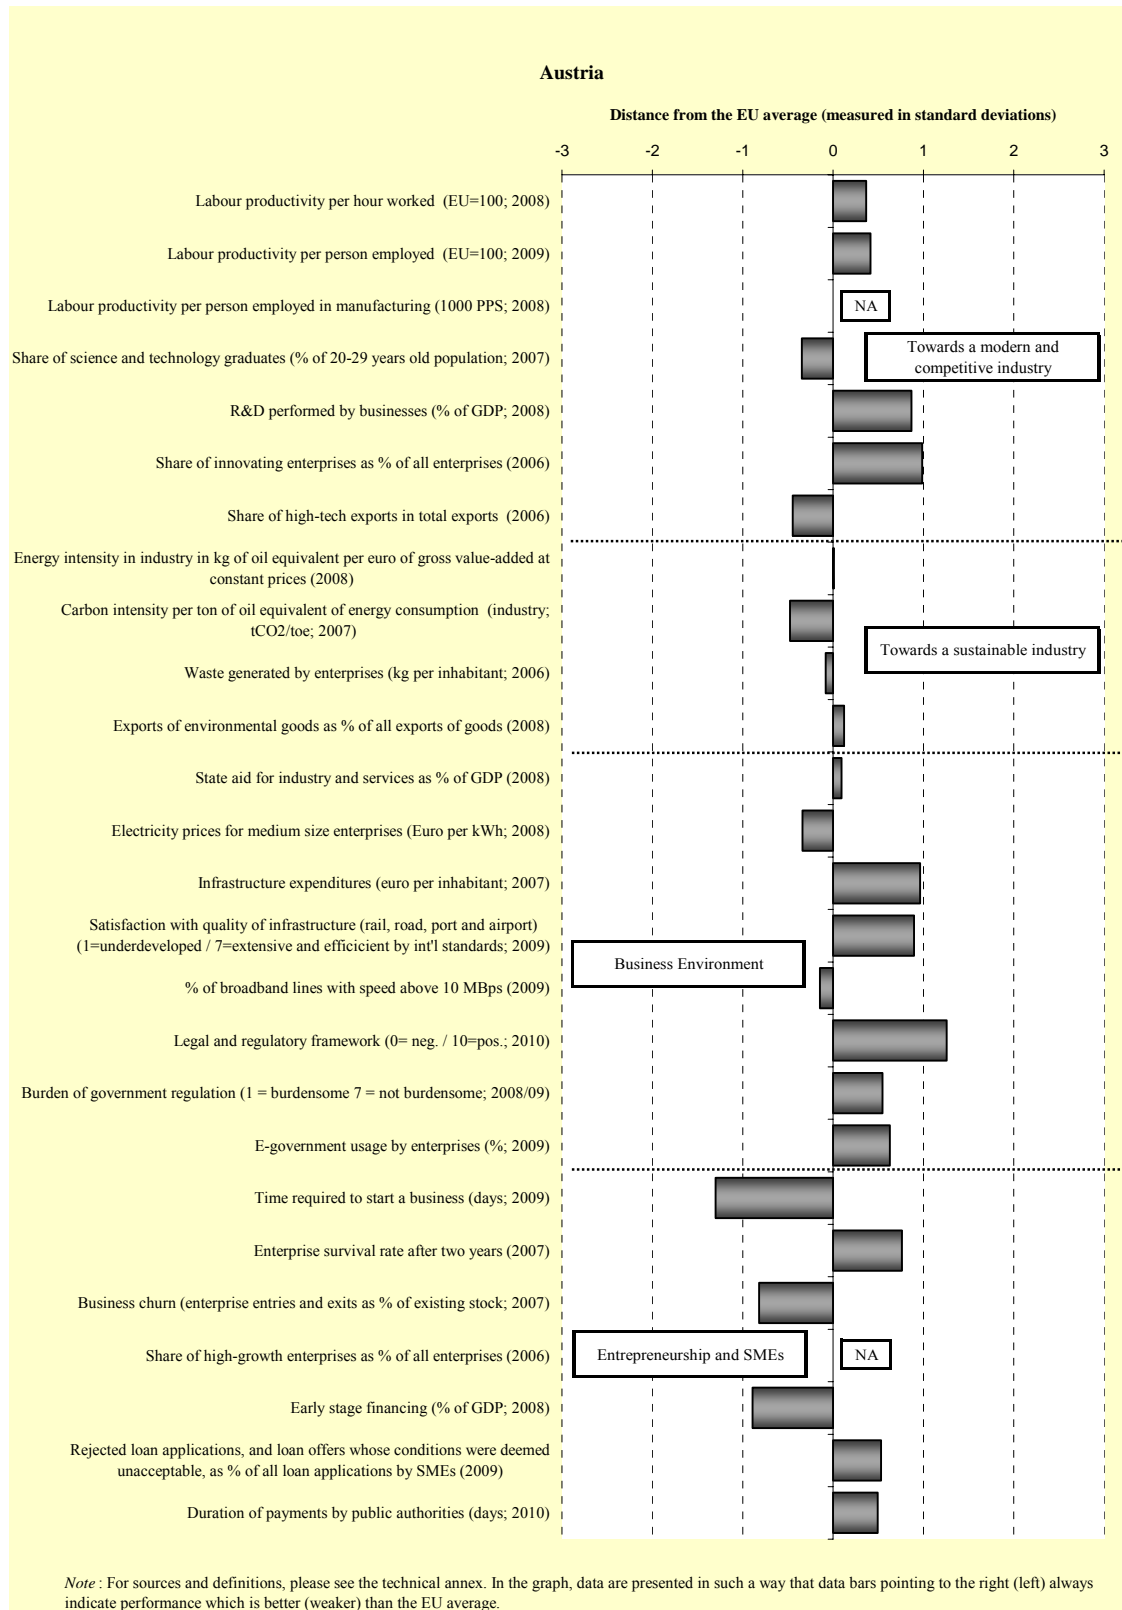 Austria
Distance from the EU average (measured in standard deviations)
-3 -2 -1 0 1 2 3
Labour productivity per hour worked (EU=100; 2008)
Labour productivity per person employed (EU=100; 2009)
Labour productivity per person employed in manufacturing (1000 PPS; 2008)
NA
Share of science and technology graduates (% of 20-29 years old population; 2007)
Towards a modern and
competitive industry
R&D performed by businesses (% of GDP; 2008)
Share of innovating enterprises as % of all enterprises (2006)
Share of high-tech exports in total exports (2006)
Energy intensity in industry in kg of oil equivalent per euro of gross value-added at
constant prices (2008)
Carbon intensity per ton of oil equivalent of energy consumption (industry;
tCO2/toe; 2007)
Towards a sustainable industry
Waste generated by enterprises (kg per inhabitant; 2006)
Exports of environmental goods as % of all exports of goods (2008)
State aid for industry and services as % of GDP (2008)
Electricity prices for medium size enterprises (Euro per kWh; 2008)
Infrastructure expenditures (euro per inhabitant; 2007)
Satisfaction with quality of infrastructure (rail, road, port and airport)
(1=underdeveloped / 7=extensive and efficicient by int'l standards; 2009)
Business Environment
% of broadband lines with speed above 10 MBps (2009)
Legal and regulatory framework (0= neg. / 10=pos.; 2010)
Burden of government regulation (1 = burdensome 7 = not burdensome; 2008/09)
E-government usage by enterprises (%; 2009)
Time required to start a business (days; 2009)
Enterprise survival rate after two years (2007)
Business churn (enterprise entries and exits as % of existing stock; 2007)
Share of high-growth enterprises as % of all enterprises (2006)
Entrepreneurship and SMEs
NA
Early stage financing (% of GDP; 2008)
Rejected loan applications, and loan offers whose conditions were deemed
unacceptable, as % of all loan applications by SMEs (2009)
Duration of payments by public authorities (days; 2010)
Note : For sources and definitions, please see the technical annex. In the graph, data are presented in such a way that data bars pointing to the right (left) always
indicate performance which is better (weaker) than the EU average.